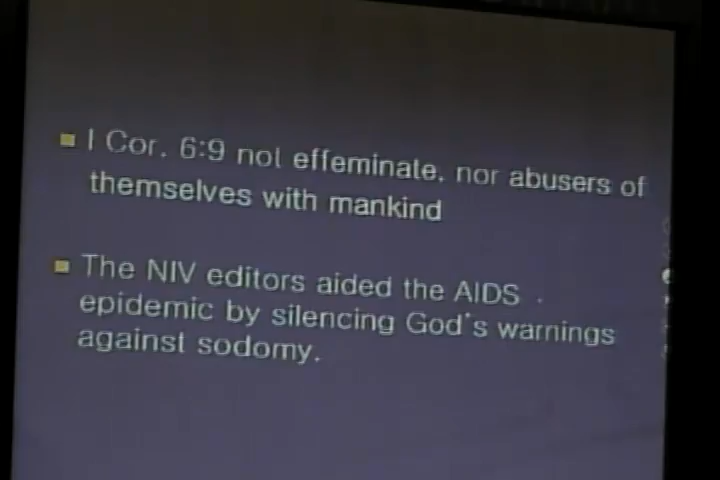 I Cor. 6:9 not effeminate, nor abusers of
themselves with mankind
The NIV editors aided the AIDS
epidemic by silencing God's warnings
against sodomy.